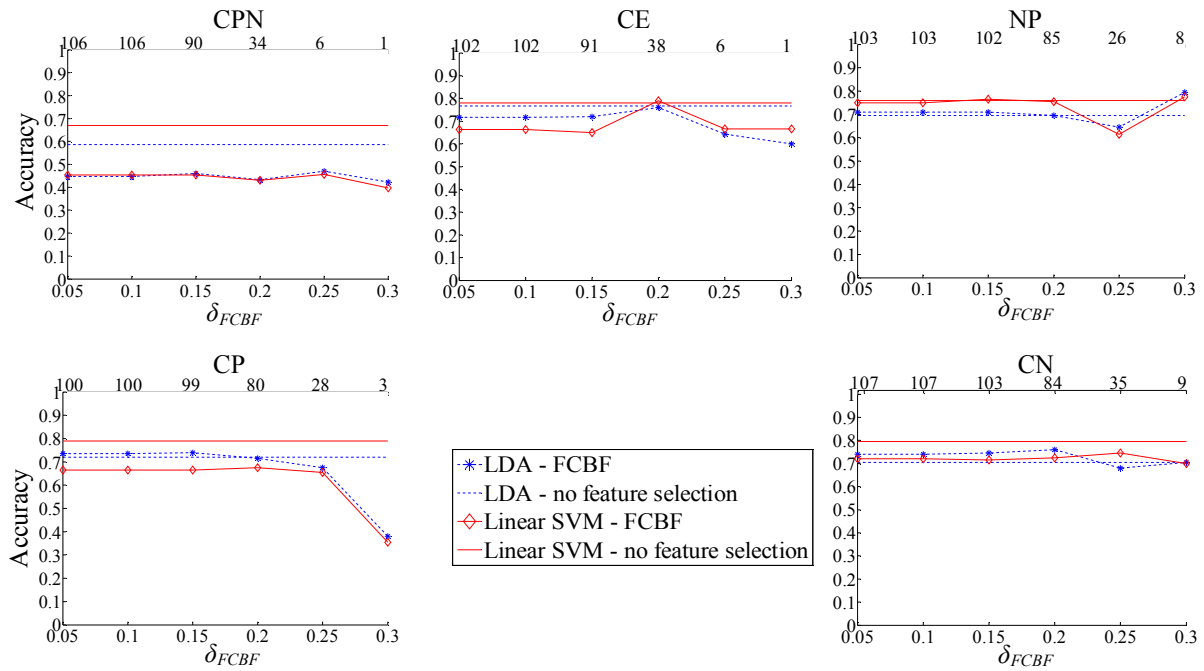 CPN
106 106 90 34 6 1
1
0.9
0.8
0.7
0.6
0.5
0.4
0.3
0.2
0.1
0
Accuracy
0.05 0.1 0.15 0.2 0.25 0.3
δFCBF
CE
102 102 91 38 6 1
1
0.9
0.8
0.7
0.6
0.5
0.4
0.3
0.2
0.1
0
0.05 0.1 0.15 0.2 0.25 0.3
δFCBF
NP
103 103 102 85 26 8
1
0.9
0.8
0.7
0.6
0.5
0.4
0.3
0.2
0.1
0
0.05 0.1 0.15 0.2 0.25 0.3
δFCBF
CP
100 100 99 80 28 3
1
0.9
0.8
0.7
0.6
0.5
0.4
0.3
0.2
0.1
0
Accuracy
0.05 0.1 0.15 0.2 0.25 0.3
δFCBF
LDA - FCBF
LDA - no feature selection
Linear SVM - FCBF
Linear SVM - no feature selection
CN
107 107 103 84 35 9
1
0.9
0.8
0.7
0.6
0.5
0.4
0.3
0.2
0.1
0
0.05 0.1 0.15 0.2 0.25 0.3
δFCBF